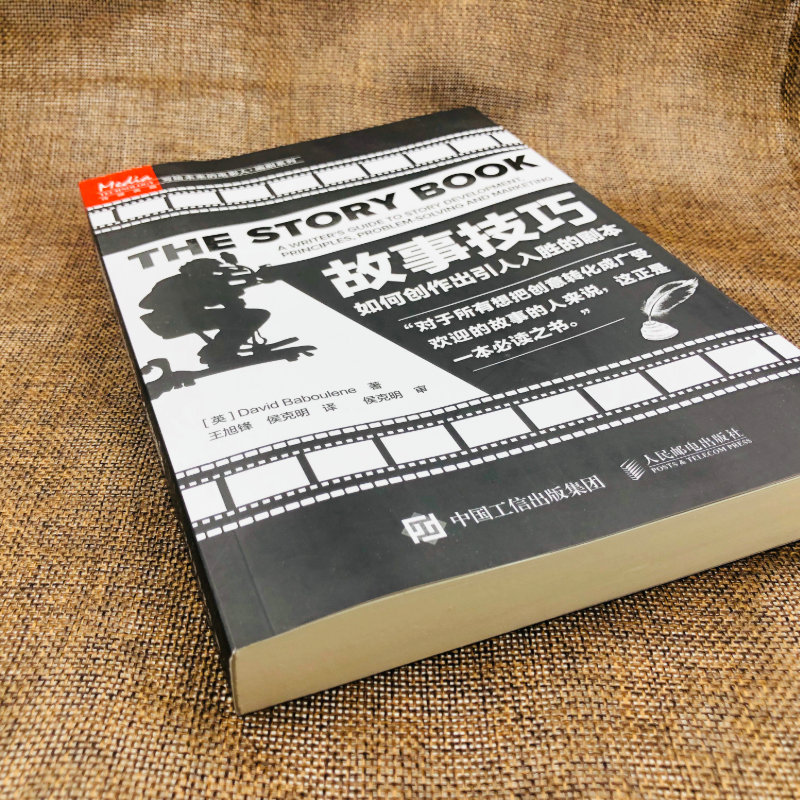 Media
THE STORY BOOK
A WRITER'S GUIDE TO STORY DEVELOPMENT,
PRINCIPLES, PROBLEM-SOLVING AND MARKETING
故事技巧
如何创作出引人入胜的剧本
“对于所有想把创意转化成广受
欢迎的故事的人来说，这正是
一本必读之书。”
[英] David Baboulene 著
王旭锋 侯克明 译 侯克明 审
中国工信出版集团
人民邮电出版社
POSTS & TELECOM PRESS